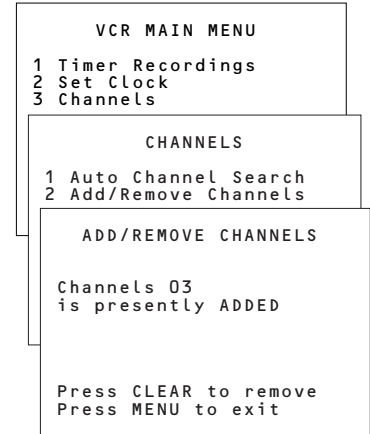 VCR MAIN MENU
1 Timer Recordings
2 Set Clock
3 Channels
CHANNELS
1 Auto Channel Search
2 Add/Remove Channels
ADD/REMOVE CHANNELS
Channels 03
is presently ADDED
Press CLEAR to remove
Press MENU to exit